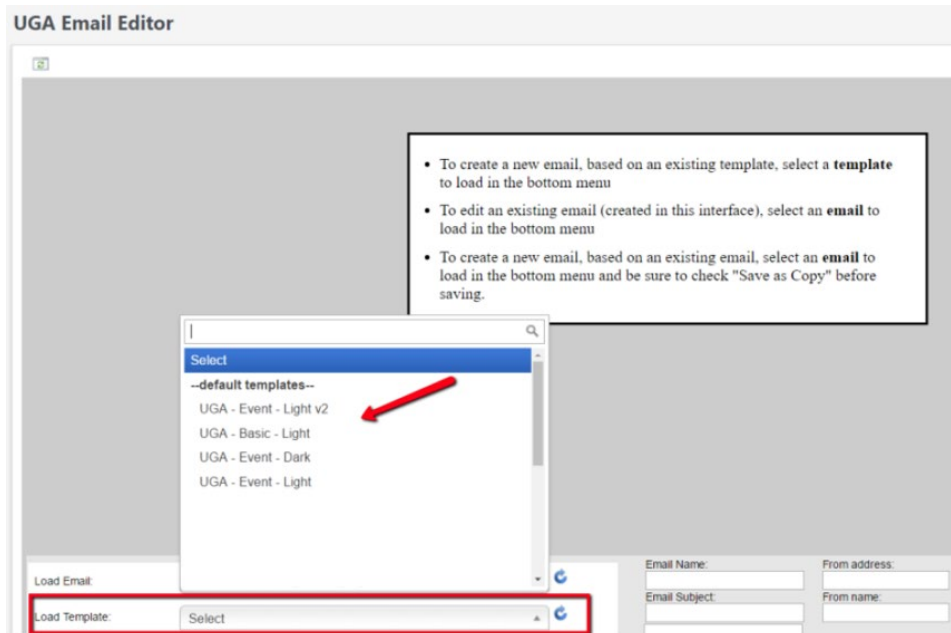 UGA Email Editor
• To create a new email, based on an existing template, select a template
to load in the bottom menu
• To edit an existing email (created in this interface), select an email to
load in the bottom menu
• To create a new email, based on an existing email, select an email to
load in the bottom menu and be sure to check "Save as Copy" before
saving.
Select
--default templates--
UGA - Event - Light v2
UGA - Basic - Light
UGA - Event - Dark
UGA - Event - Light
Load Email:
Load Template:
Select
Email Name:
From address:
Email Subject:
From name: